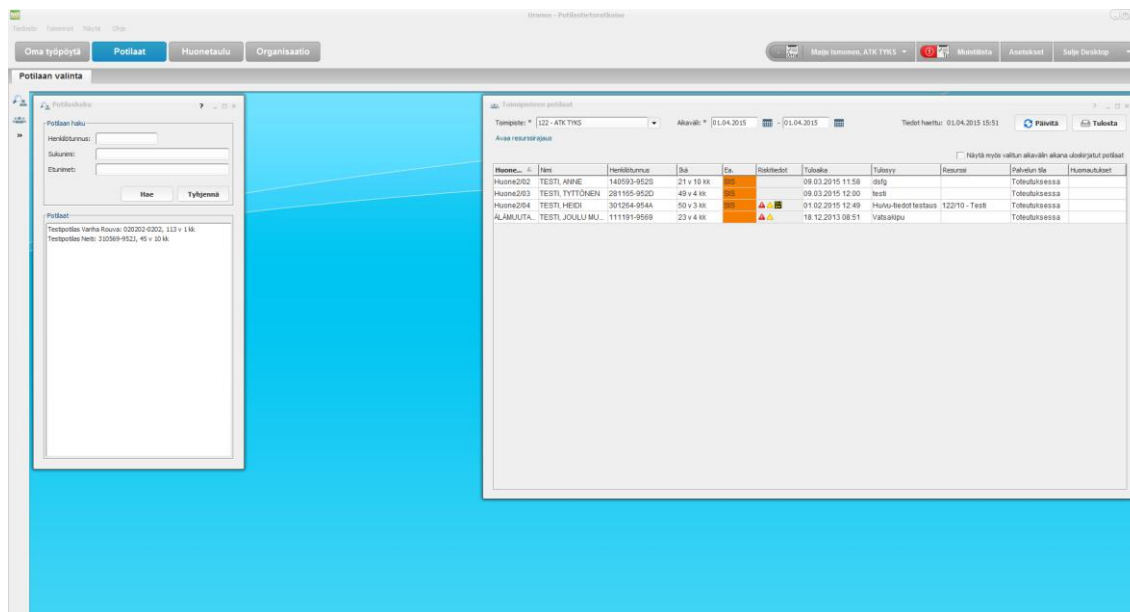 Uranus - Potilastietoratkaisu
Tiedosto Toiminnot Näytä Ohje
Oma työpöytä Potilaat Huonetaulu Organisaatio
Maiju Ismonen, ATK TYKS Muistilista Asetukset Sulje Desktop
Potilaan valinta
Potilashaku
Potilaan haku
Henkilötunnus:
Sukunimi:
Etunimet:
Hae Tyhjennä
Potilaat
Testipotilas Vanha Rouva: 020202-0202, 113 v 1 kk
Testipotilas Neiti: 310569-952J, 45 v 10 kk
Toimipisteen potilaat
Toimipiste: * 122 - ATK TYKS Aikaväli: * 01.04.2015 - 01.04.2015 Tiedot haettu: 01.04.2015 15:51 Päivitä Tulosta
Avaa resurssirajaus
Näytä myös valitun aikavälin aikana uloskirjatut potilaat
Huone... Nimi Henkilötunnus Ikä Ea. Riskitiedot Tuloaika Tulosyy Resurssi Palvelun tila Huomautukset
Huone2/02 TESTI, ANNE 140593-952S 21 v 10 kk SIS 09.03.2015 11:58 dsfg Toteutuksessa
Huone2/03 TESTI, TYTTÖNEN 281165-952D 49 v 4 kk SIS 09.03.2015 12:00 testi Toteutuksessa
Huone2/04 TESTI, HEIDI 301264-954A 50 v 3 kk SIS 01.02.2015 12:49 Hu/vu-tiedot testaus 122/10 - Testi Toteutuksessa
ÄLÄMUUTA... TESTI, JOULU MU... 111191-9569 23 v 4 kk 18.12.2013 08:51 Vatsakipu Toteutuksessa